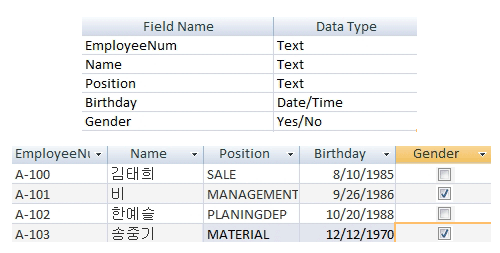 Field Name Data Type
EmployeeNum Text
Name Text
Position Text
Birthday Date/Time
Gender Yes/No
EmployeeNu Name Position Birthday Gender
A-100 김태희 SALE 8/10/1985
A-101 비 MANAGEMENT 9/26/1986
A-102 한예슬 PLANINGDEP 10/20/1988
A-103 송중기 MATERIAL 12/12/1970